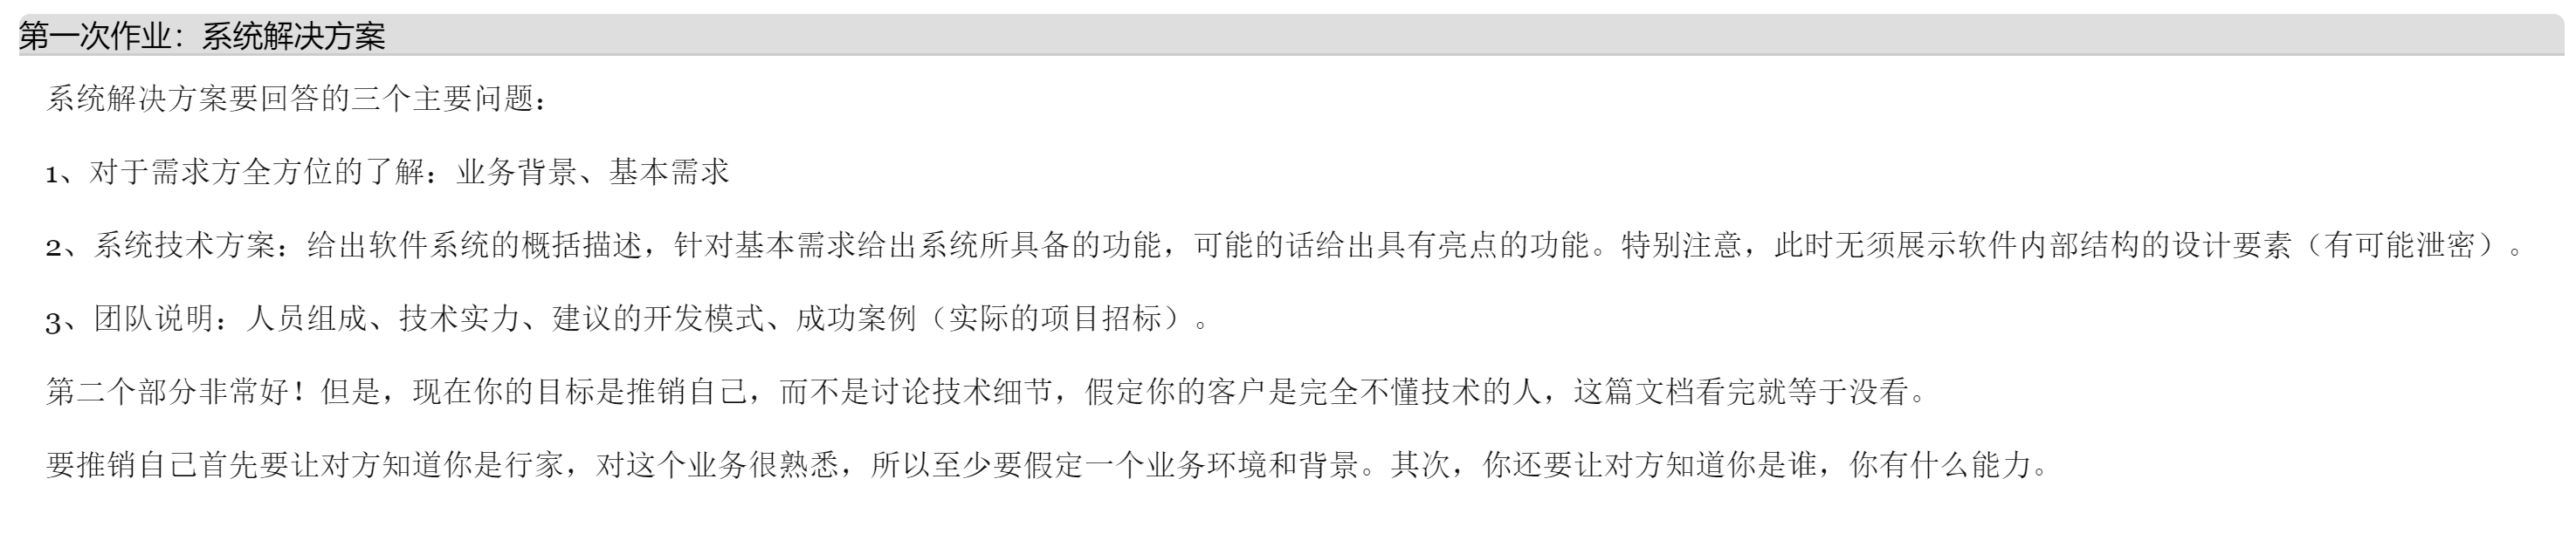 第一次作业：系统解决方案
系统解决方案要回答的三个主要问题：
1、对于需求方全方位的了解：业务背景、基本需求
2、系统技术方案：给出软件系统的概括描述，针对基本需求给出系统所具备的功能，可能的话给出具有亮点的功能。特别注意，此时无须展示软件内部结构的设计要素（有可能泄密）。
3、团队说明：人员组成、技术实力、建议的开发模式、成功案例（实际的项目招标）。
第二个部分非常好！但是，现在你的目标是推销自己，而不是讨论技术细节，假定你的客户是完全不懂技术的人，这篇文档看完就等于没看。
要推销自己首先要让对方知道你是行家，对这个业务很熟悉，所以至少要假定一个业务环境和背景。其次，你还要让对方知道你是谁，你有什么能力。